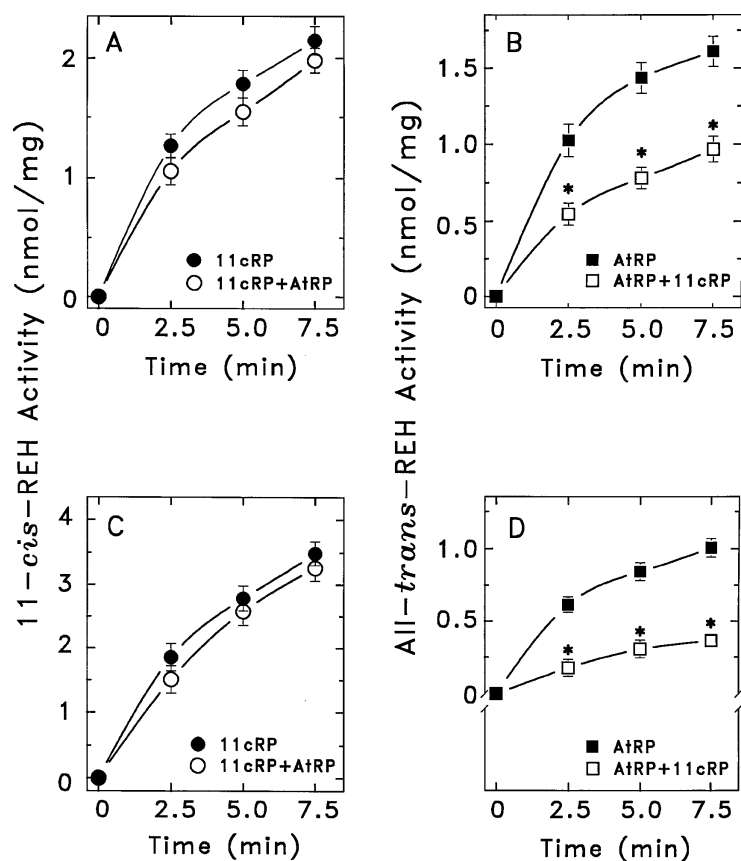 11-cis-REH Activity (nmol/mg)
A
2
1
0
11cRP
11cRP+AtRP
0 2.5 5.0 7.5
Time (min)
All-trans-REH Activity (nmol/mg)
B
1.5
1.0
0.5
0
* * *
AtRP
AtRP+11cRP
0 2.5 5.0 7.5
Time (min)
C
4
3
2
1
0
11cRP
11cRP+AtRP
0 2.5 5.0 7.5
Time (min)
D
1.0
0.5
0
* * *
AtRP
AtRP+11cRP
0 2.5 5.0 7.5
Time (min)